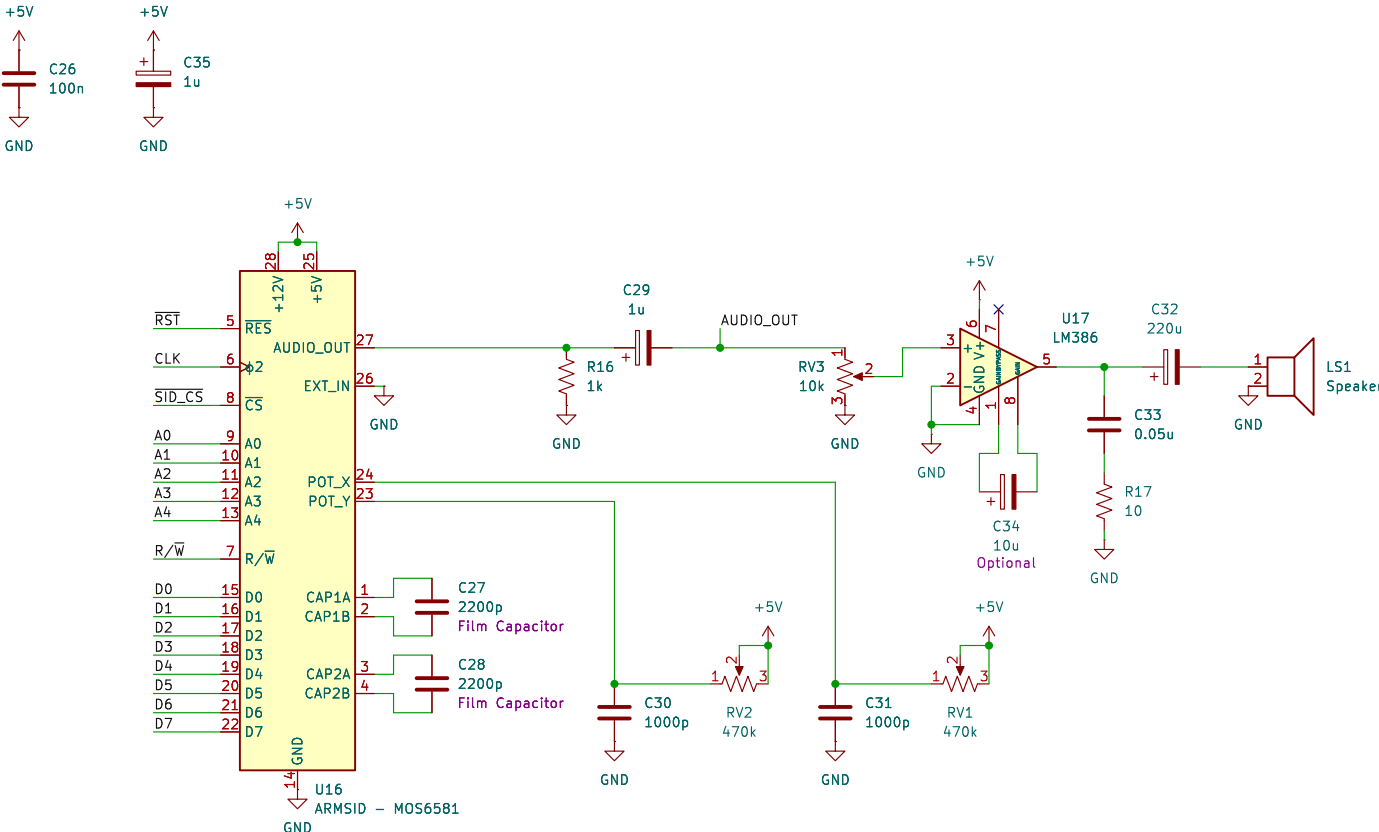 +5V
+5V
C26
100n
+
C35
1u
GND
GND
+5V
28
25
+12V
+5V
RST
5
RES
CLK
6
ϕ2
SID_CS
8
CS
A0
9
A0
A1
10
A1
A2
11
A2
A3
12
A3
A4
13
A4
R/W
7
R/W
D0
15
D0
D1
16
D1
D2
17
D2
D3
18
D3
D4
19
D4
D5
20
D5
D6
21
D6
D7
22
D7
AUDIO_OUT
27
EXT_IN
26
GND
POT_X
24
POT_Y
23
CAP1A
1
CAP1B
2
CAP2A
3
CAP2B
4
GND
14
U16
ARMSID - MOS6581
GND
C27
2200p
Film Capacitor
C28
2200p
Film Capacitor
C29
1u
+
R16
1k
GND
AUDIO_OUT
RV3
10k
1
2
3
GND
+5V
U17
LM386
3
+
2
-
6
V+
7
BYPASS
GND
4
GAIN
1
GAIN
8
5
GND
+
C34
10u
Optional
C32
220u
+
C33
0.05u
R17
10
GND
1
2
LS1
Speaker
GND
+5V
1
2
3
RV2
470k
C30
1000p
GND
+5V
1
2
3
RV1
470k
C31
1000p
GND